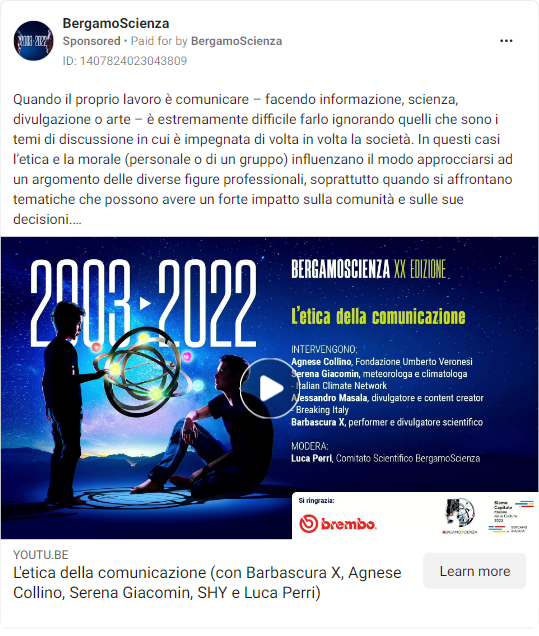 BergamoScienza
Sponsored • Paid for by BergamoScienza
ID: 1407824023043809
Quando il proprio lavoro è comunicare – facendo informazione, scienza,
divulgazione o arte – è estremamente difficile farlo ignorando quelli che sono i
temi di discussione in cui è impegnata di volta in volta la società. In questi casi
l'etica e la morale (personale o di un gruppo) influenzano il modo approcciarsi ad
un argomento delle diverse figure professionali, soprattutto quando si affrontano
tematiche che possono avere un forte impatto sulla comunità e sulle sue
decisioni....
2003 2022
BERGAMOSCIENZA XX EDIZIONE
L'etica della comunicazione
INTERVENGONO:
Agnese Collino, Fondazione Umberto Veronesi
Serena Giacomin, meteorologa e climatologa
- Italian Climate Network
Alessandro Masala, divulgatore e content creator
- Breaking Italy
Barbascura X, performer e divulgatore scientifico
MODERA:
Luca Perri, Comitato Scientifico BergamoScienza
Si ringrazia:
brembo
BERGAMOSCIENZA
YOUTU.BE
L'etica della comunicazione (con Barbascura X, Agnese
Collino, Serena Giacomin, SHY e Luca Perri)
Learn more